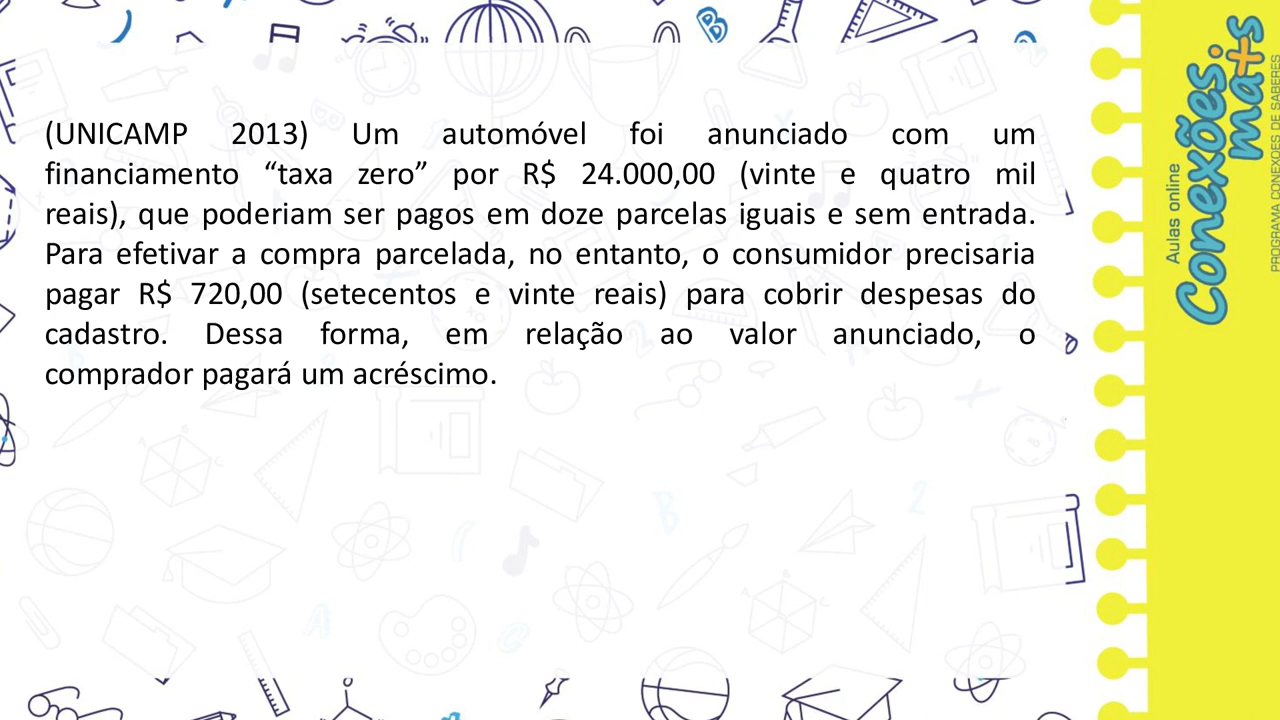 (UNICAMP 2013) Um automóvel foi anunciado com um
financiamento “taxa zero” por R$ 24.000,00 (vinte e quatro mil
reais), que poderiam ser pagos em doze parcelas iguais e sem entrada.
Para efetivar a compra parcelada, no entanto, o consumidor precisaria
pagar R$ 720,00 (setecentos e vinte reais) para cobrir despesas do
cadastro. Dessa forma, em relação ao valor anunciado, o
comprador pagará um acréscimo.
Aulas online
Conexões.
ma+s
PROGRAMA CONEXÕES DE SABERES